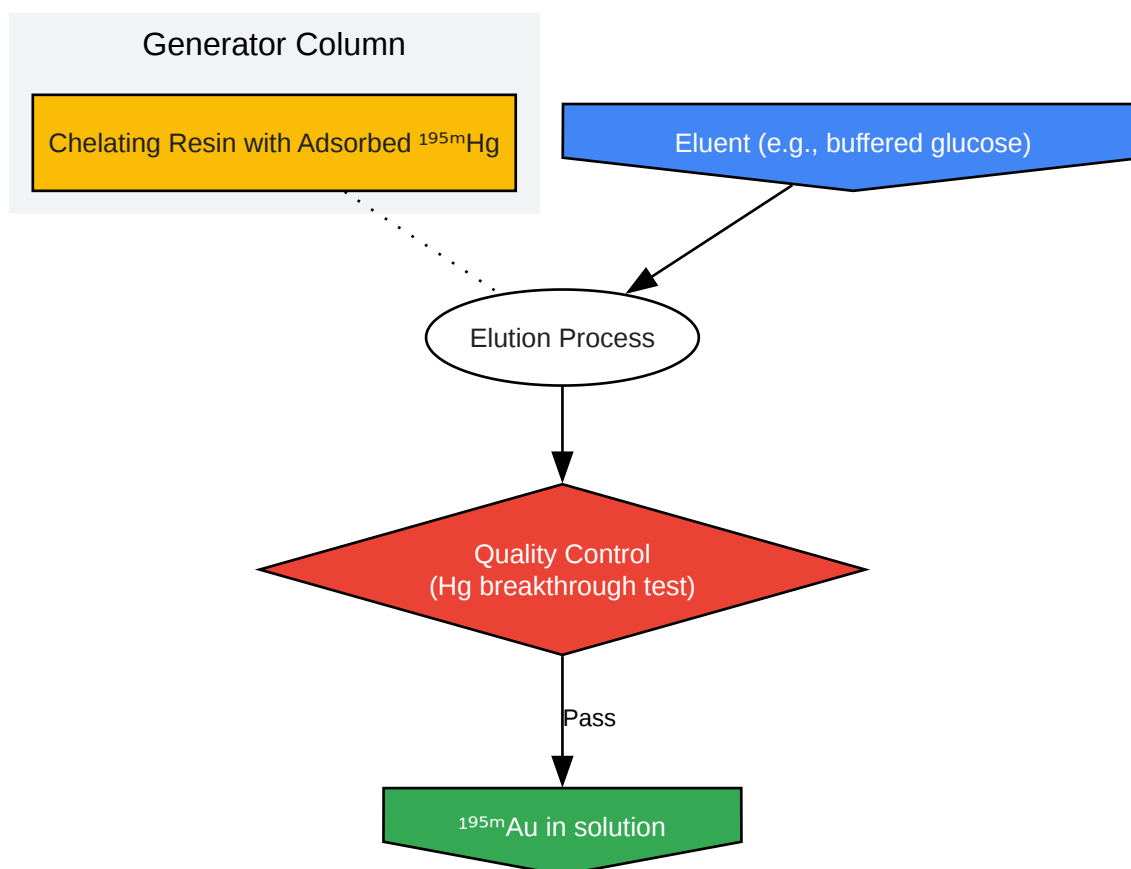 Generator Column
Chelating Resin with Adsorbed ¹⁹⁵ᵐHg
Eluent (e.g., buffered glucose)
Elution Process
Quality Control
(Hg breakthrough test)
Pass
¹⁹⁵ᵐAu in solution